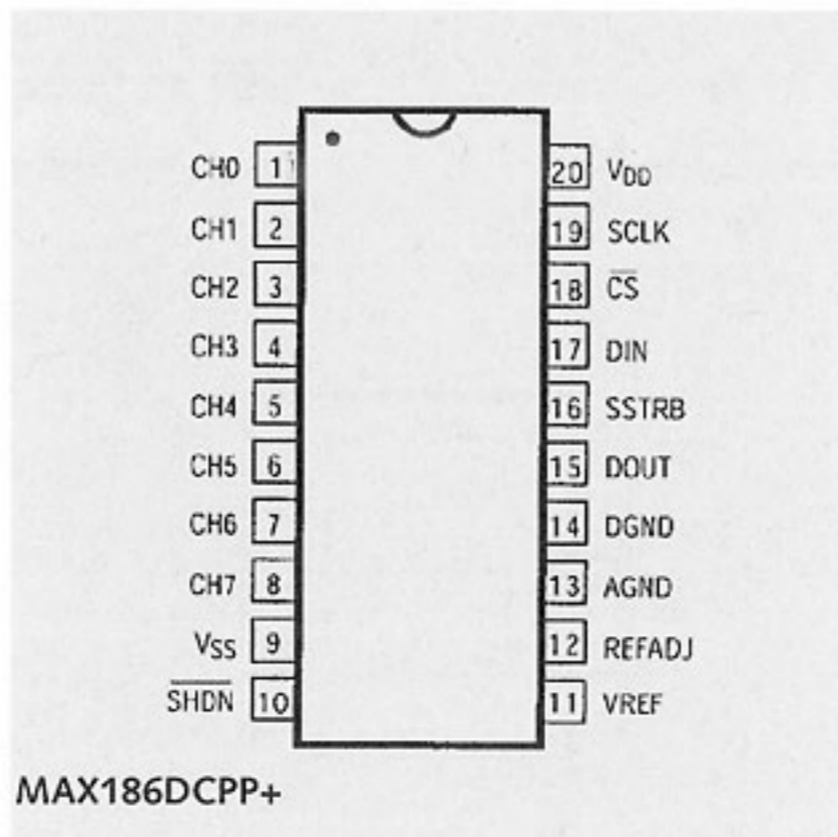 CH0 1 20 VDD
CH1 2 19 SCLK
CH2 3 18 C̅S̅
CH3 4 17 DIN
CH4 5 16 SSTRB
CH5 6 15 DOUT
CH6 7 14 DGND
CH7 8 13 AGND
VSS 9 12 REFADJ
S̅H̅D̅N̅ 10 11 VREF
MAX186DCPP+